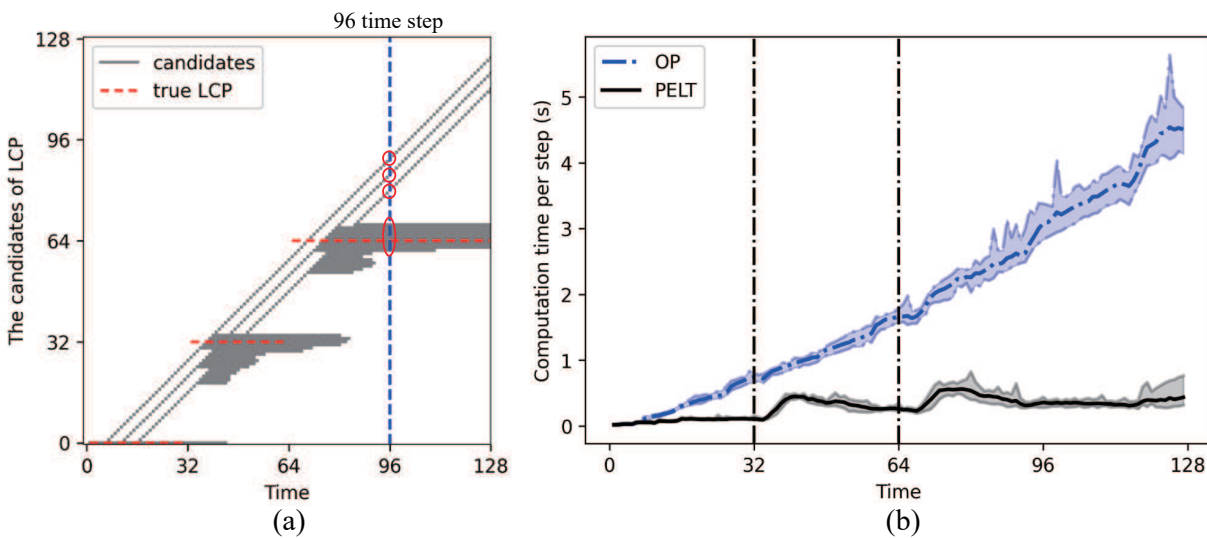 96 time step
128
96
64
32
0
The candidates of LCP
candidates
true LCP
0 32 64 96 128
Time
(a)
5
4
3
2
1
0
Computation time per step (s)
OP
PELT
0 32 64 96 128
Time
(b)